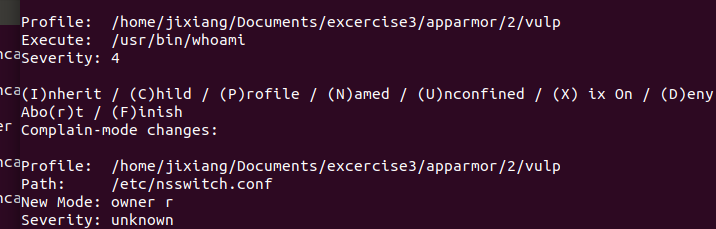 Profile:  /home/jixiang/Documents/excercise3/apparmor/2/vulp
Execute:  /usr/bin/whoami
Severity: 4
(I)nherit / (C)hild / (P)rofile / (N)amed / (U)nconfined / (X) ix On / (D)eny
Abo(r)t / (F)inish
Complain-mode changes:
Profile:  /home/jixiang/Documents/excercise3/apparmor/2/vulp
Path:     /etc/nsswitch.conf
New Mode: owner r
Severity: unknown